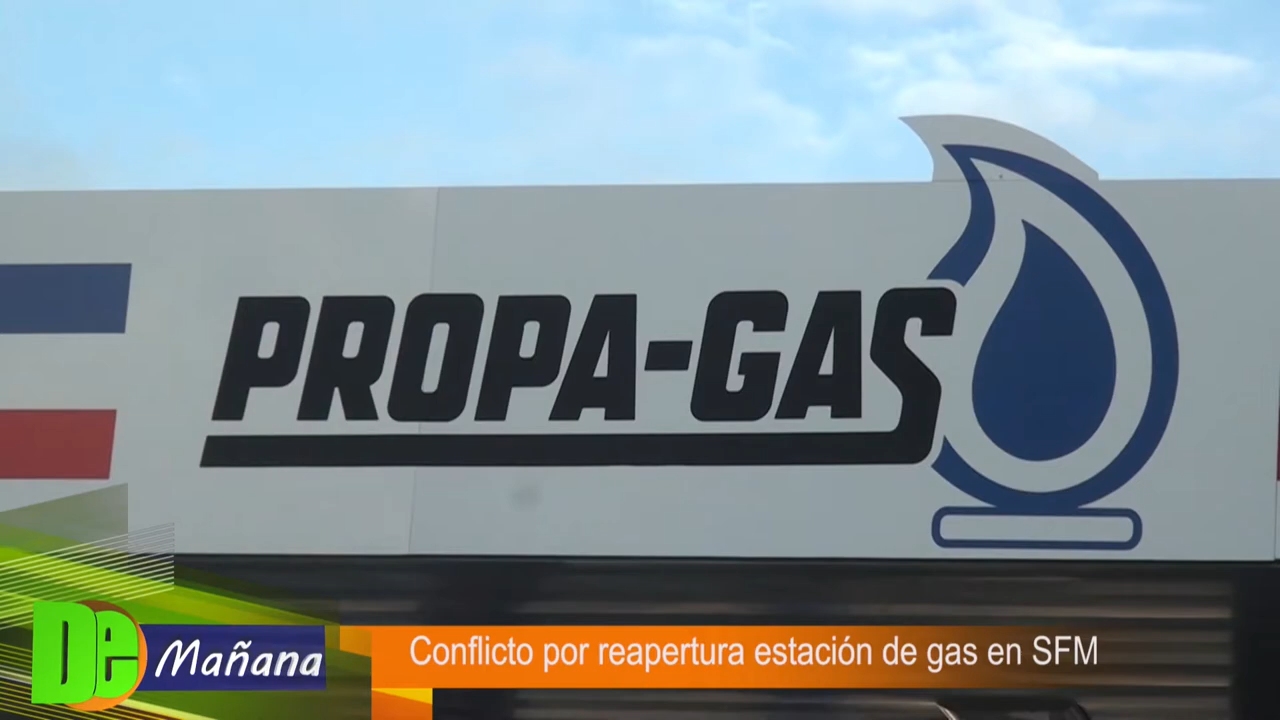 PROPA-GAS
De Mañana
Conflicto por reapertura estación de gas en SFM